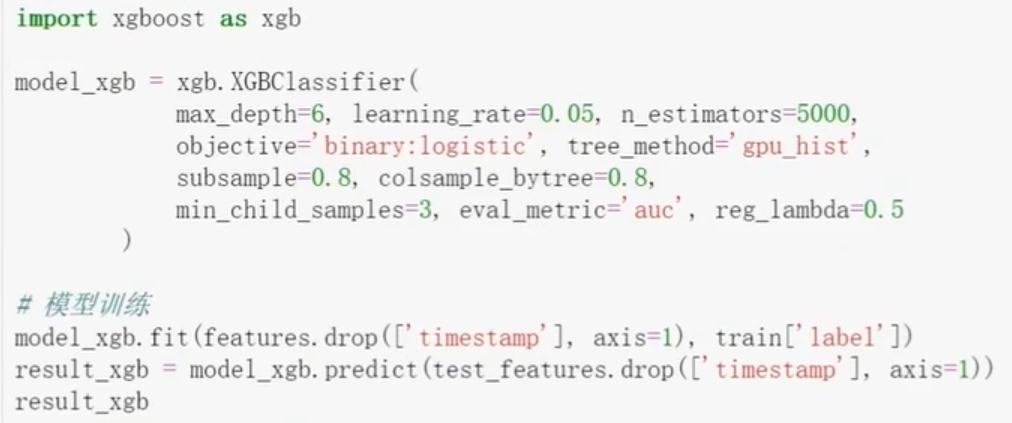 import xgboost as xgb
model_xgb = xgb.XGBClassifier(
max_depth=6, learning_rate=0.05, n_estimators=5000,
objective='binary:logistic', tree_method='gpu_hist',
subsample=0.8, colsample_bytree=0.8,
min_child_samples=3, eval_metric='auc', reg_lambda=0.5
)
# 模型训练
model_xgb.fit(features.drop(['timestamp'], axis=1), train['label'])
result_xgb = model_xgb.predict(test_features.drop(['timestamp'], axis=1))
result_xgb